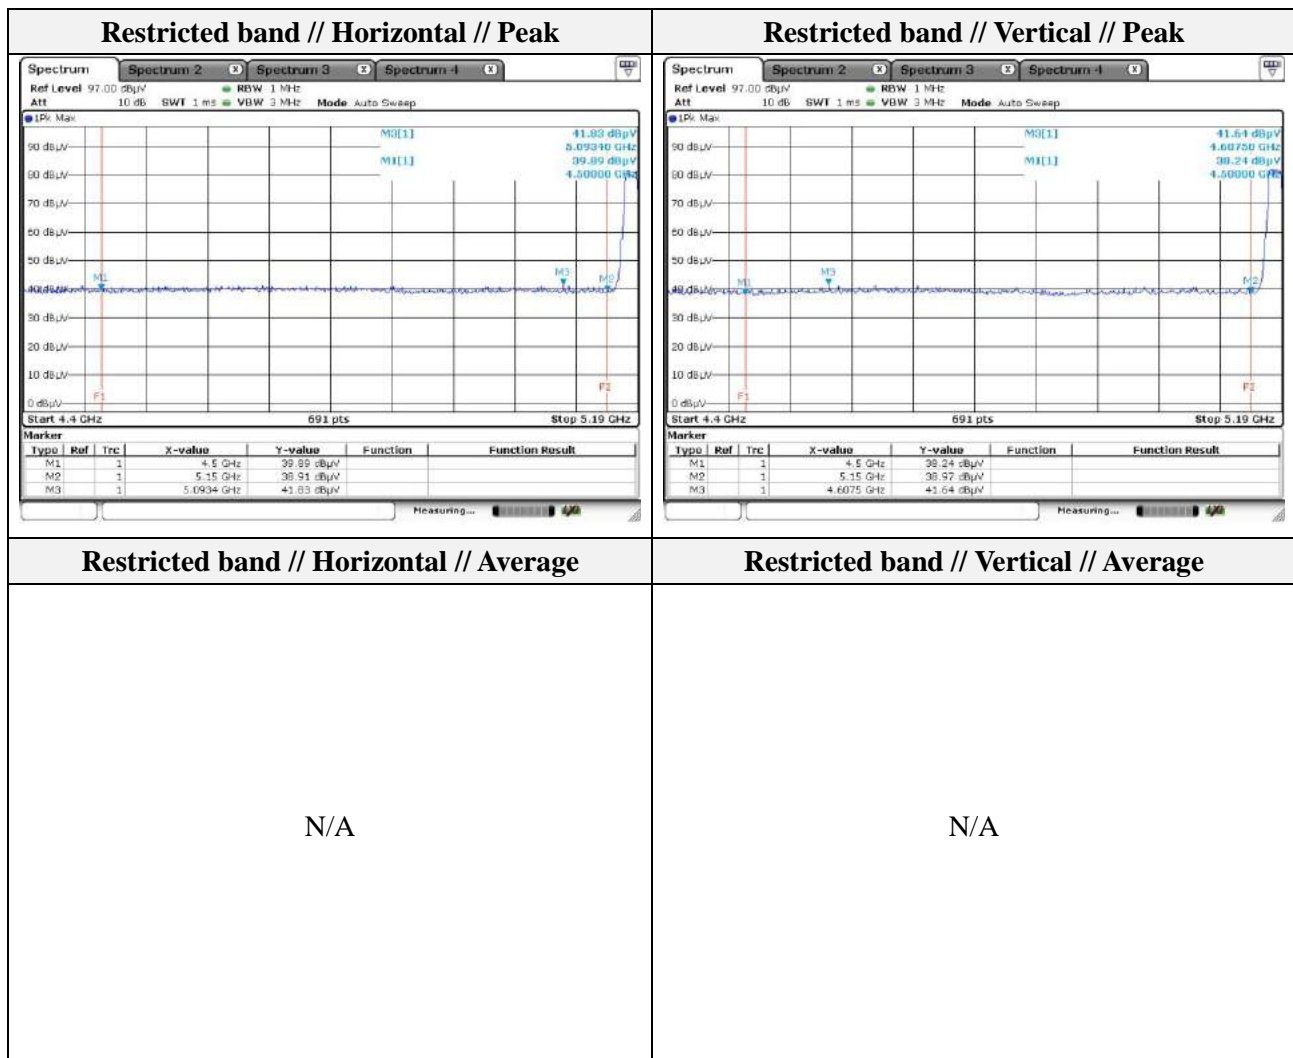 Restricted band // Horizontal // Peak
Restricted band // Vertical // Peak
Spectrum Spectrum 2 X Spectrum 3 X Spectrum 4 X
Ref Level 97.00 dBµV RBW 1 MHz
Att 10 dB SWT 1 ms VBW 3 MHz Mode Auto Sweep
1Pk Max
M3[1] 41.83 dBµV
5.09340 GHz
M1[1] 39.89 dBµV
4.50000 GHz
90 dBµV
80 dBµV
70 dBµV
60 dBµV
50 dBµV
40 dBµV
30 dBµV
20 dBµV
10 dBµV
0 dBµV
M1
M3
M2
F1
F2
Start 4.4 GHz 691 pts Stop 5.19 GHz
Marker
Type Ref Trc X-value Y-value Function Function Result
M1 1 4.5 GHz 39.89 dBµV
M2 1 5.15 GHz 38.91 dBµV
M3 1 5.0934 GHz 41.83 dBµV
Measuring...
Spectrum Spectrum 2 X Spectrum 3 X Spectrum 4 X
Ref Level 97.00 dBµV RBW 1 MHz
Att 10 dB SWT 1 ms VBW 3 MHz Mode Auto Sweep
1Pk Max
M3[1] 41.64 dBµV
4.60750 GHz
M1[1] 38.24 dBµV
4.50000 GHz
90 dBµV
80 dBµV
70 dBµV
60 dBµV
50 dBµV
40 dBµV
30 dBµV
20 dBµV
10 dBµV
0 dBµV
M1
M3
M2
F1
F2
Start 4.4 GHz 691 pts Stop 5.19 GHz
Marker
Type Ref Trc X-value Y-value Function Function Result
M1 1 4.5 GHz 38.24 dBµV
M2 1 5.15 GHz 38.97 dBµV
M3 1 4.6075 GHz 41.64 dBµV
Measuring...
Restricted band // Horizontal // Average
Restricted band // Vertical // Average
N/A
N/A